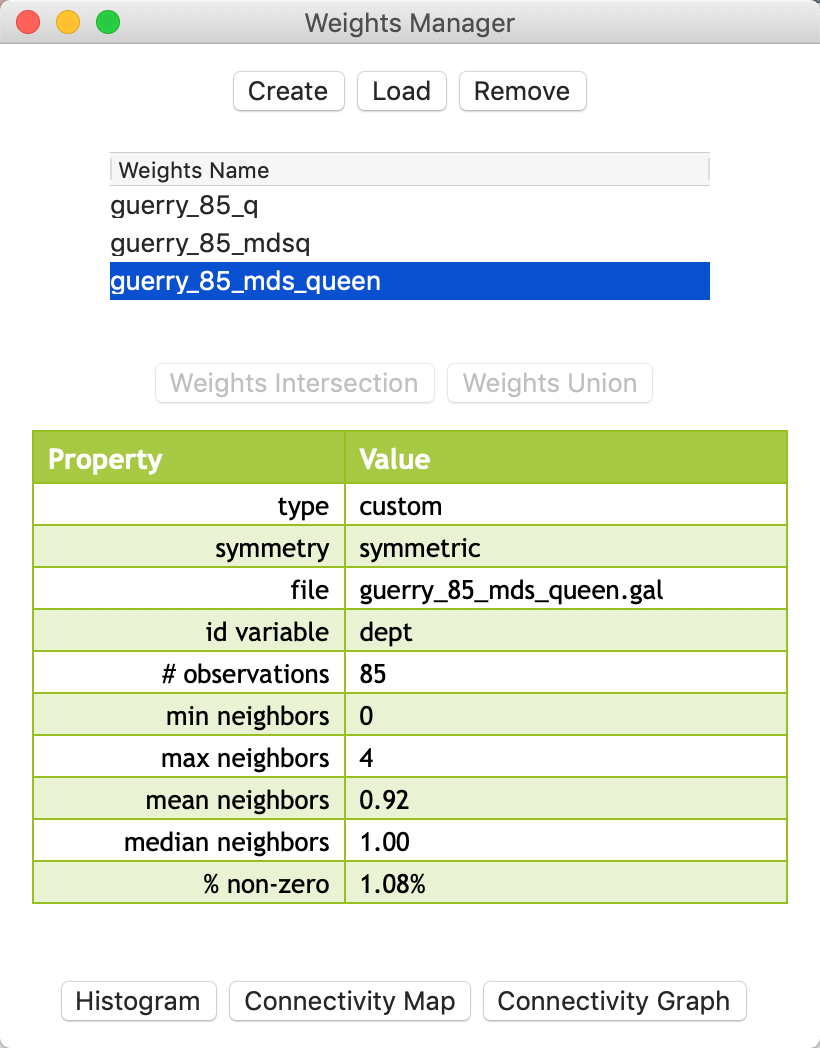 Weights Manager
Create Load Remove
Weights Name
guerry_85_q
guerry_85_mdsq
guerry_85_mds_queen
Weights Intersection Weights Union
Property Value
type custom
symmetry symmetric
file guerry_85_mds_queen.gal
id variable dept
# observations 85
min neighbors 0
max neighbors 4
mean neighbors 0.92
median neighbors 1.00
% non-zero 1.08%
Histogram Connectivity Map Connectivity Graph